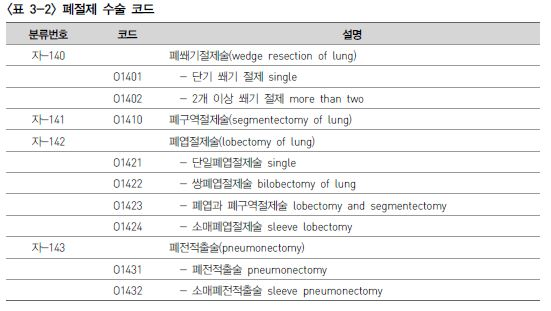 <표 3-2> 폐절제 수술 코드
분류번호 코드 설명
자-140 폐쐐기절제술(wedge resection of lung)
O1401 - 단기 쐐기 절제 single
O1402 - 2개 이상 쐐기 절제 more than two
자-141 O1410 폐구역절제술(segmentectomy of lung)
자-142 폐엽절제술(lobectomy of lung)
O1421 - 단일폐엽절제술 single
O1422 - 쌍폐엽절제술 bilobectomy of lung
O1423 - 폐엽과 폐구역절제술 lobectomy and segmentectomy
O1424 - 소매폐엽절제술 sleeve lobectomy
자-143 폐전적출술(pneumonectomy)
O1431 - 폐전적출술 pneumonectomy
O1432 - 소매폐전적출술 sleeve pneumonectomy